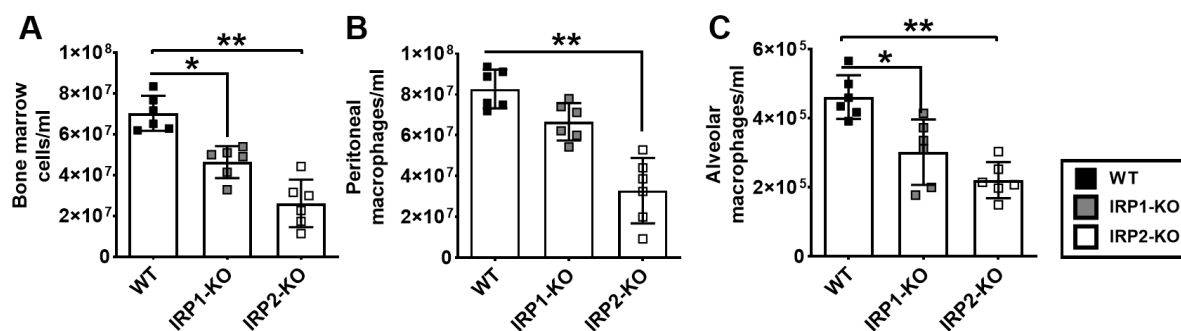 A
Bone marrow
cells/ml
1×10⁸
8×10⁷
6×10⁷
4×10⁷
2×10⁷
0
*
**
WT
IRP1-KO
IRP2-KO
B
Peritoneal
macrophages/ml
1×10⁸
8×10⁷
6×10⁷
4×10⁷
2×10⁷
0
**
WT
IRP1-KO
IRP2-KO
C
Alveolar
macrophages/ml
6×10⁵
4×10⁵
2×10⁵
0
*
**
WT
IRP1-KO
IRP2-KO
WT
IRP1-KO
IRP2-KO